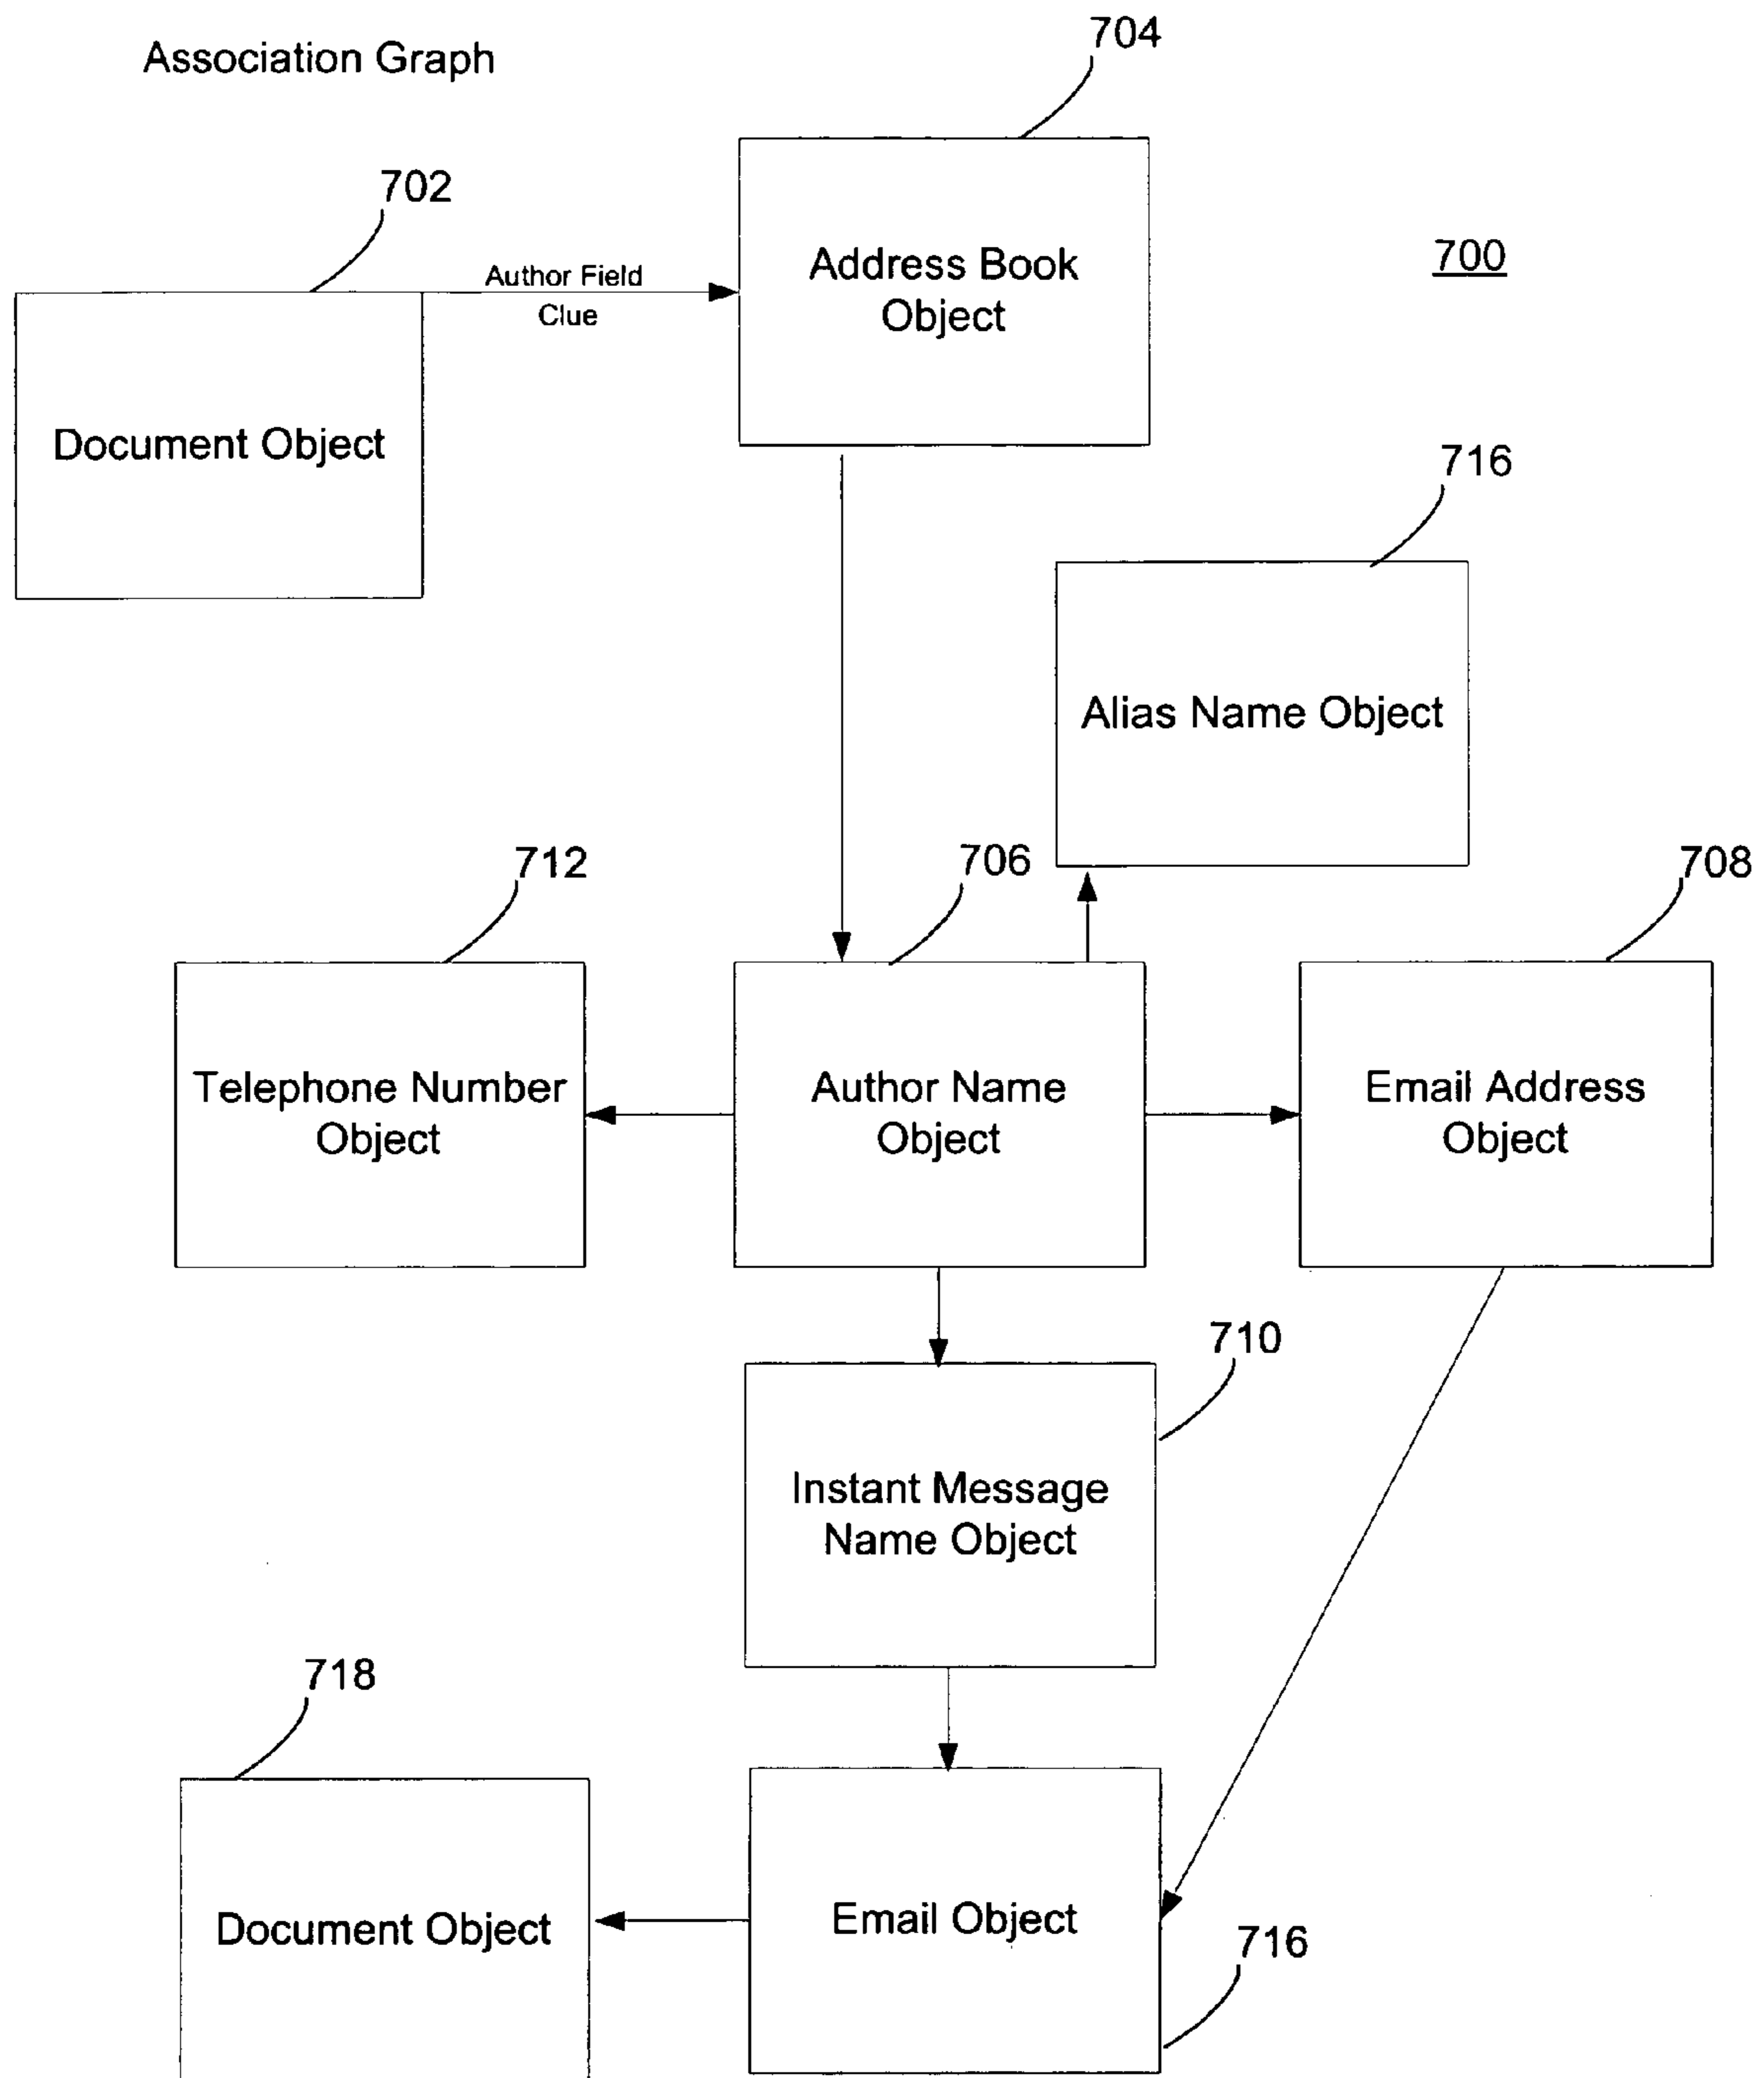 Association Graph
704
702
Author Field
Clue
Address Book
Object
700
Document Object
716
Alias Name Object
712
706
708
Telephone Number
Object
Author Name
Object
Email Address
Object
710
Instant Message
Name Object
718
Document Object
Email Object
716